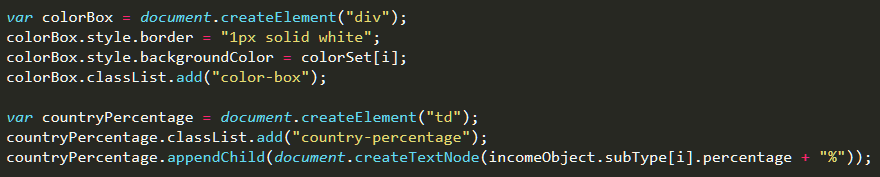 var colorBox = document.createElement("div");
colorBox.style.border = "1px solid white";
colorBox.style.backgroundColor = colorSet[i];
colorBox.classList.add("color-box");
var countryPercentage = document.createElement("td");
countryPercentage.classList.add("country-percentage");
countryPercentage.appendChild(document.createTextNode(incomeObject.subType[i].percentage + "%"));